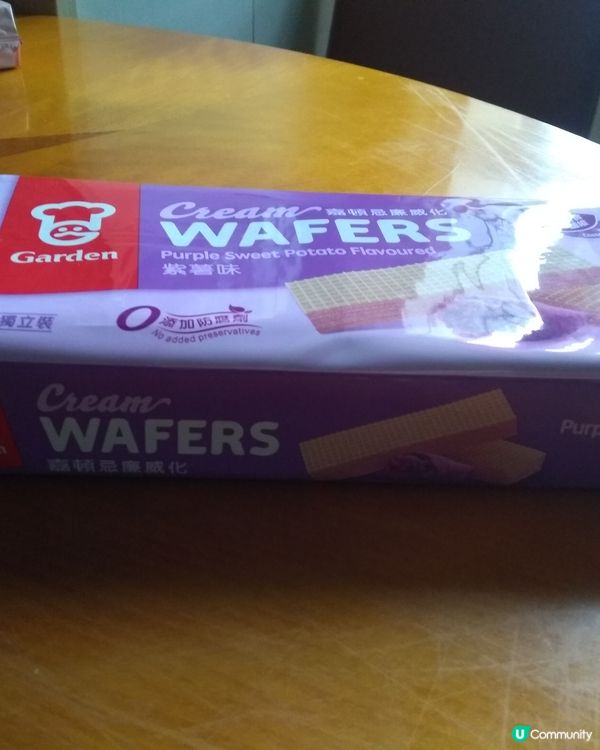 Garden
Cream 嘉頓忌廉威化
WAFERS
Purple Sweet Potato Flavoured
紫薯味
獨立裝
0添加防腐劑
No added preservatives
Cream
WAFERS
嘉頓忌廉威化
Purp
U Community